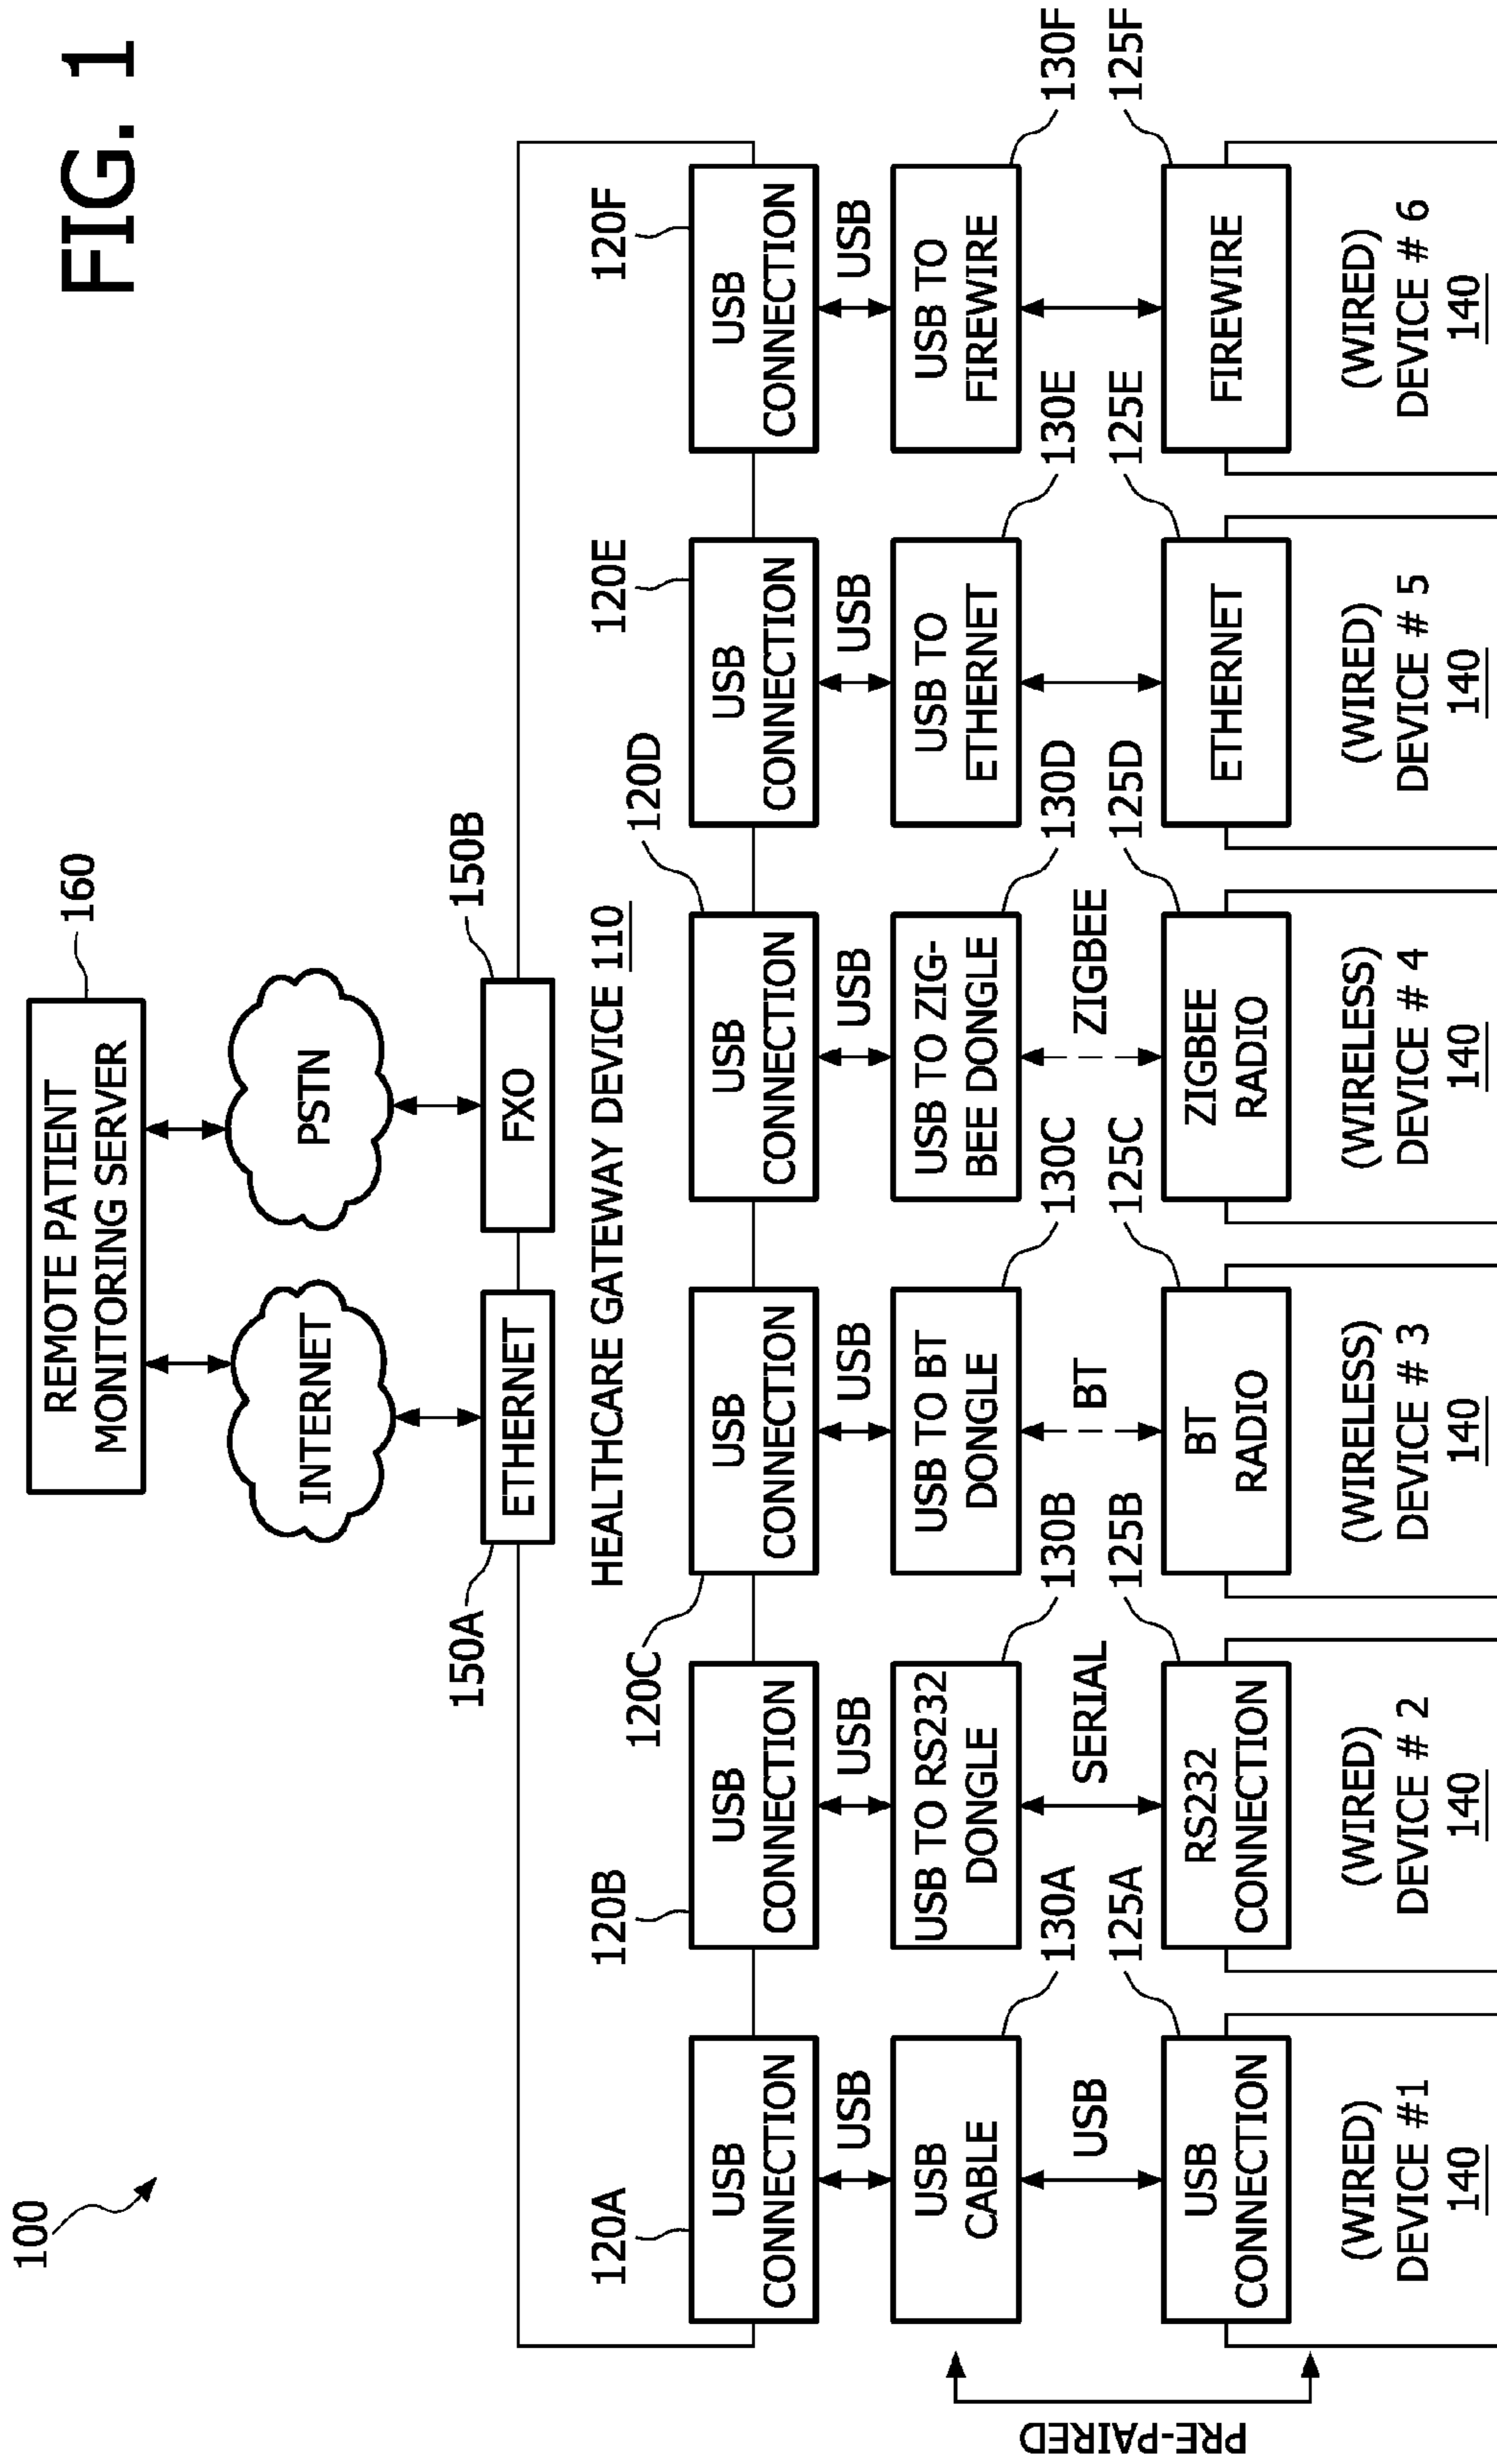 FIG. 1
100
REMOTE PATIENT
MONITORING SERVER
160
INTERNET
PSTN
150A
ETHERNET
FXO
150B
HEALTHCARE GATEWAY DEVICE 110
120A
120B
120C
120D
120E
120F
USB
CONNECTION
USB
CONNECTION
USB
CONNECTION
USB
CONNECTION
USB
CONNECTION
USB
CONNECTION
USB
USB
USB
USB
USB
USB
USB
CABLE
USB TO RS232
DONGLE
USB TO BT
DONGLE
USB TO ZIG-
BEE DONGLE
USB TO
ETHERNET
USB TO
FIREWIRE
130A
130B
130C
130D
130E
130F
USB
SERIAL
BT
ZIGBEE
125A
125B
125C
125D
125E
125F
USB
CONNECTION
RS232
CONNECTION
BT
RADIO
ZIGBEE
RADIO
ETHERNET
FIREWIRE
PRE-PAIRED
(WIRED)
DEVICE #1
140
(WIRED)
DEVICE # 2
140
(WIRELESS)
DEVICE # 3
140
(WIRELESS)
DEVICE # 4
140
(WIRED)
DEVICE # 5
140
(WIRED)
DEVICE # 6
140